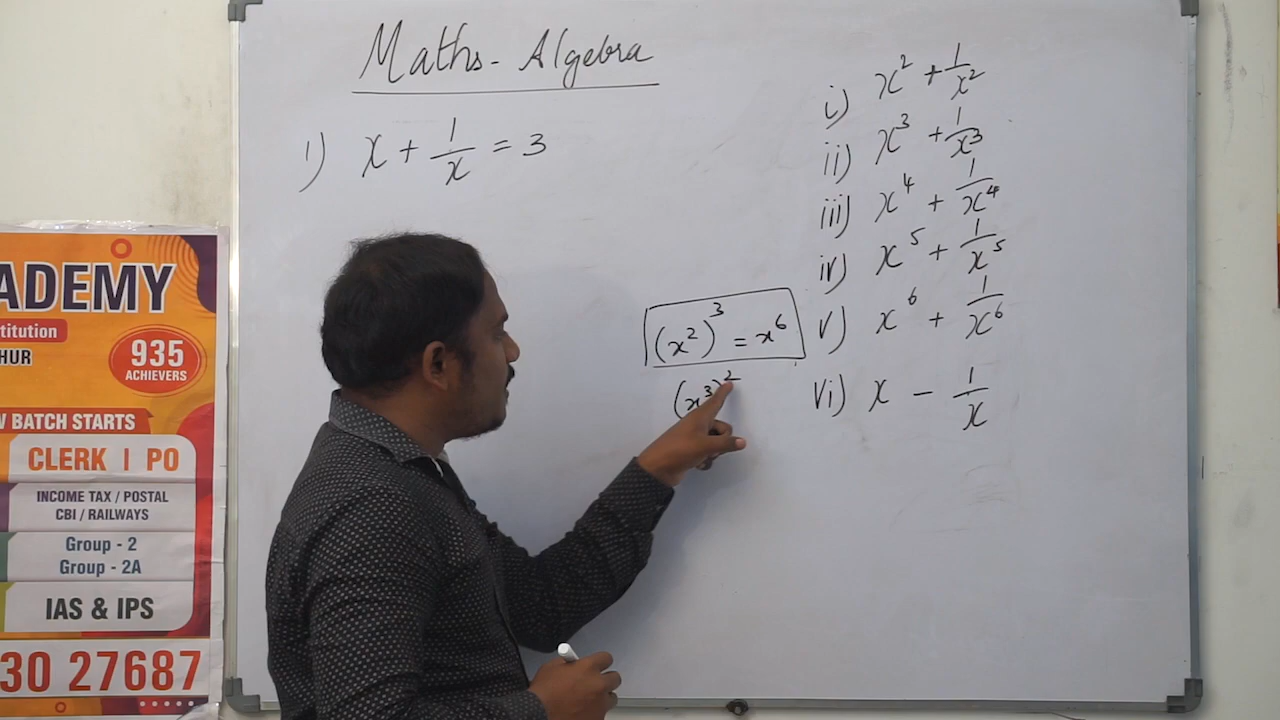 Maths - Algebra
1) x + 1/x = 3
i) x² + 1/x²
ii) x³ + 1/x³
iii) x⁴ + 1/x⁴
iv) x⁵ + 1/x⁵
v) x⁶ + 1/x⁶
vi) x - 1/x
(x²)³ = x⁶
(x³)²
ADEMY
titution
HUR
935
ACHIEVERS
W BATCH STARTS
CLERK | PO
INCOME TAX / POSTAL
CBI / RAILWAYS
Group - 2
Group - 2A
IAS & IPS
30 27687